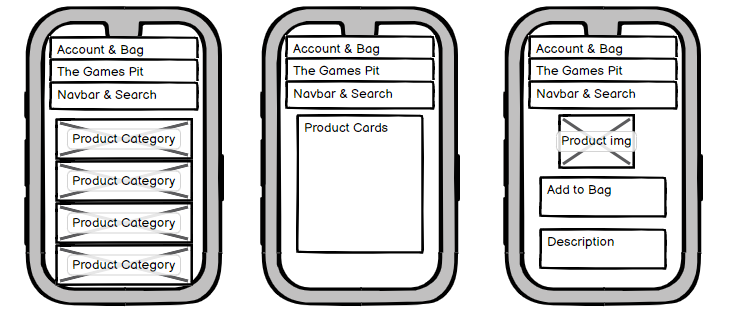 Account & Bag
The Games Pit
Navbar & Search
Product Category
Product Category
Product Category
Product Category
Account & Bag
The Games Pit
Navbar & Search
Product Cards
Account & Bag
The Games Pit
Navbar & Search
Product img
Add to Bag
Description